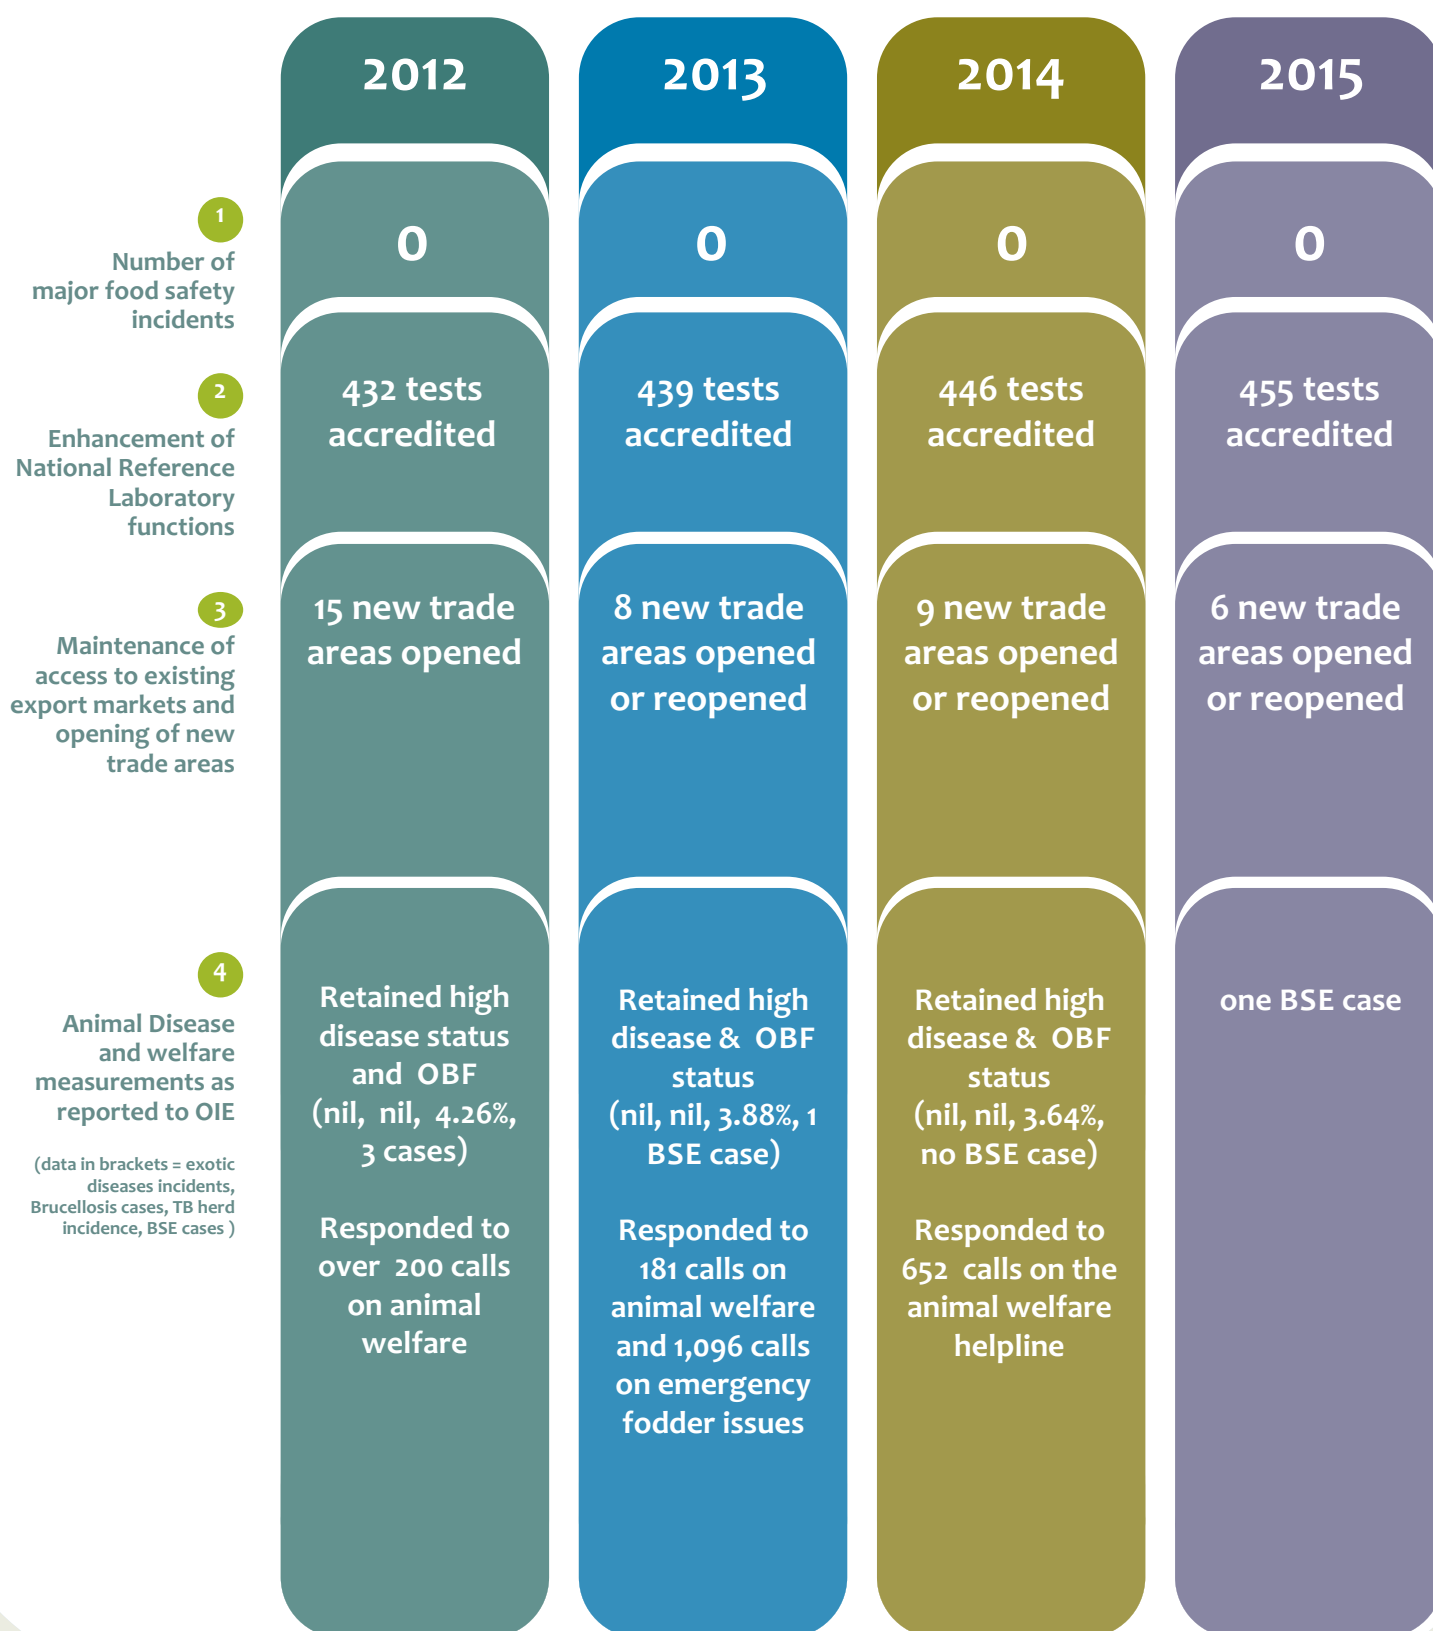 2012
2013
2014
2015
1
Number of
major food safety
incidents
0
0
0
0
2
Enhancement of
National Reference
Laboratory
functions
432 tests
accredited
439 tests
accredited
446 tests
accredited
455 tests
accredited
3
Maintenance of
access to existing
export markets and
opening of new
trade areas
15 new trade
areas opened
8 new trade
areas opened
or reopened
9 new trade
areas opened
or reopened
6 new trade
areas opened
or reopened
4
Animal Disease
and welfare
measurements as
reported to OIE
(data in brackets = exotic
diseases incidents,
Brucellosis cases, TB herd
incidence, BSE cases )
Retained high
disease status
and OBF
(nil, nil, 4.26%,
3 cases)
Responded to
over 200 calls
on animal
welfare
Retained high
disease & OBF
status
(nil, nil, 3.88%, 1
BSE case)
Responded to
181 calls on
animal welfare
and 1,096 calls
on emergency
fodder issues
Retained high
disease & OBF
status
(nil, nil, 3.64%,
no BSE case)
Responded to
652 calls on the
animal welfare
helpline
one BSE case